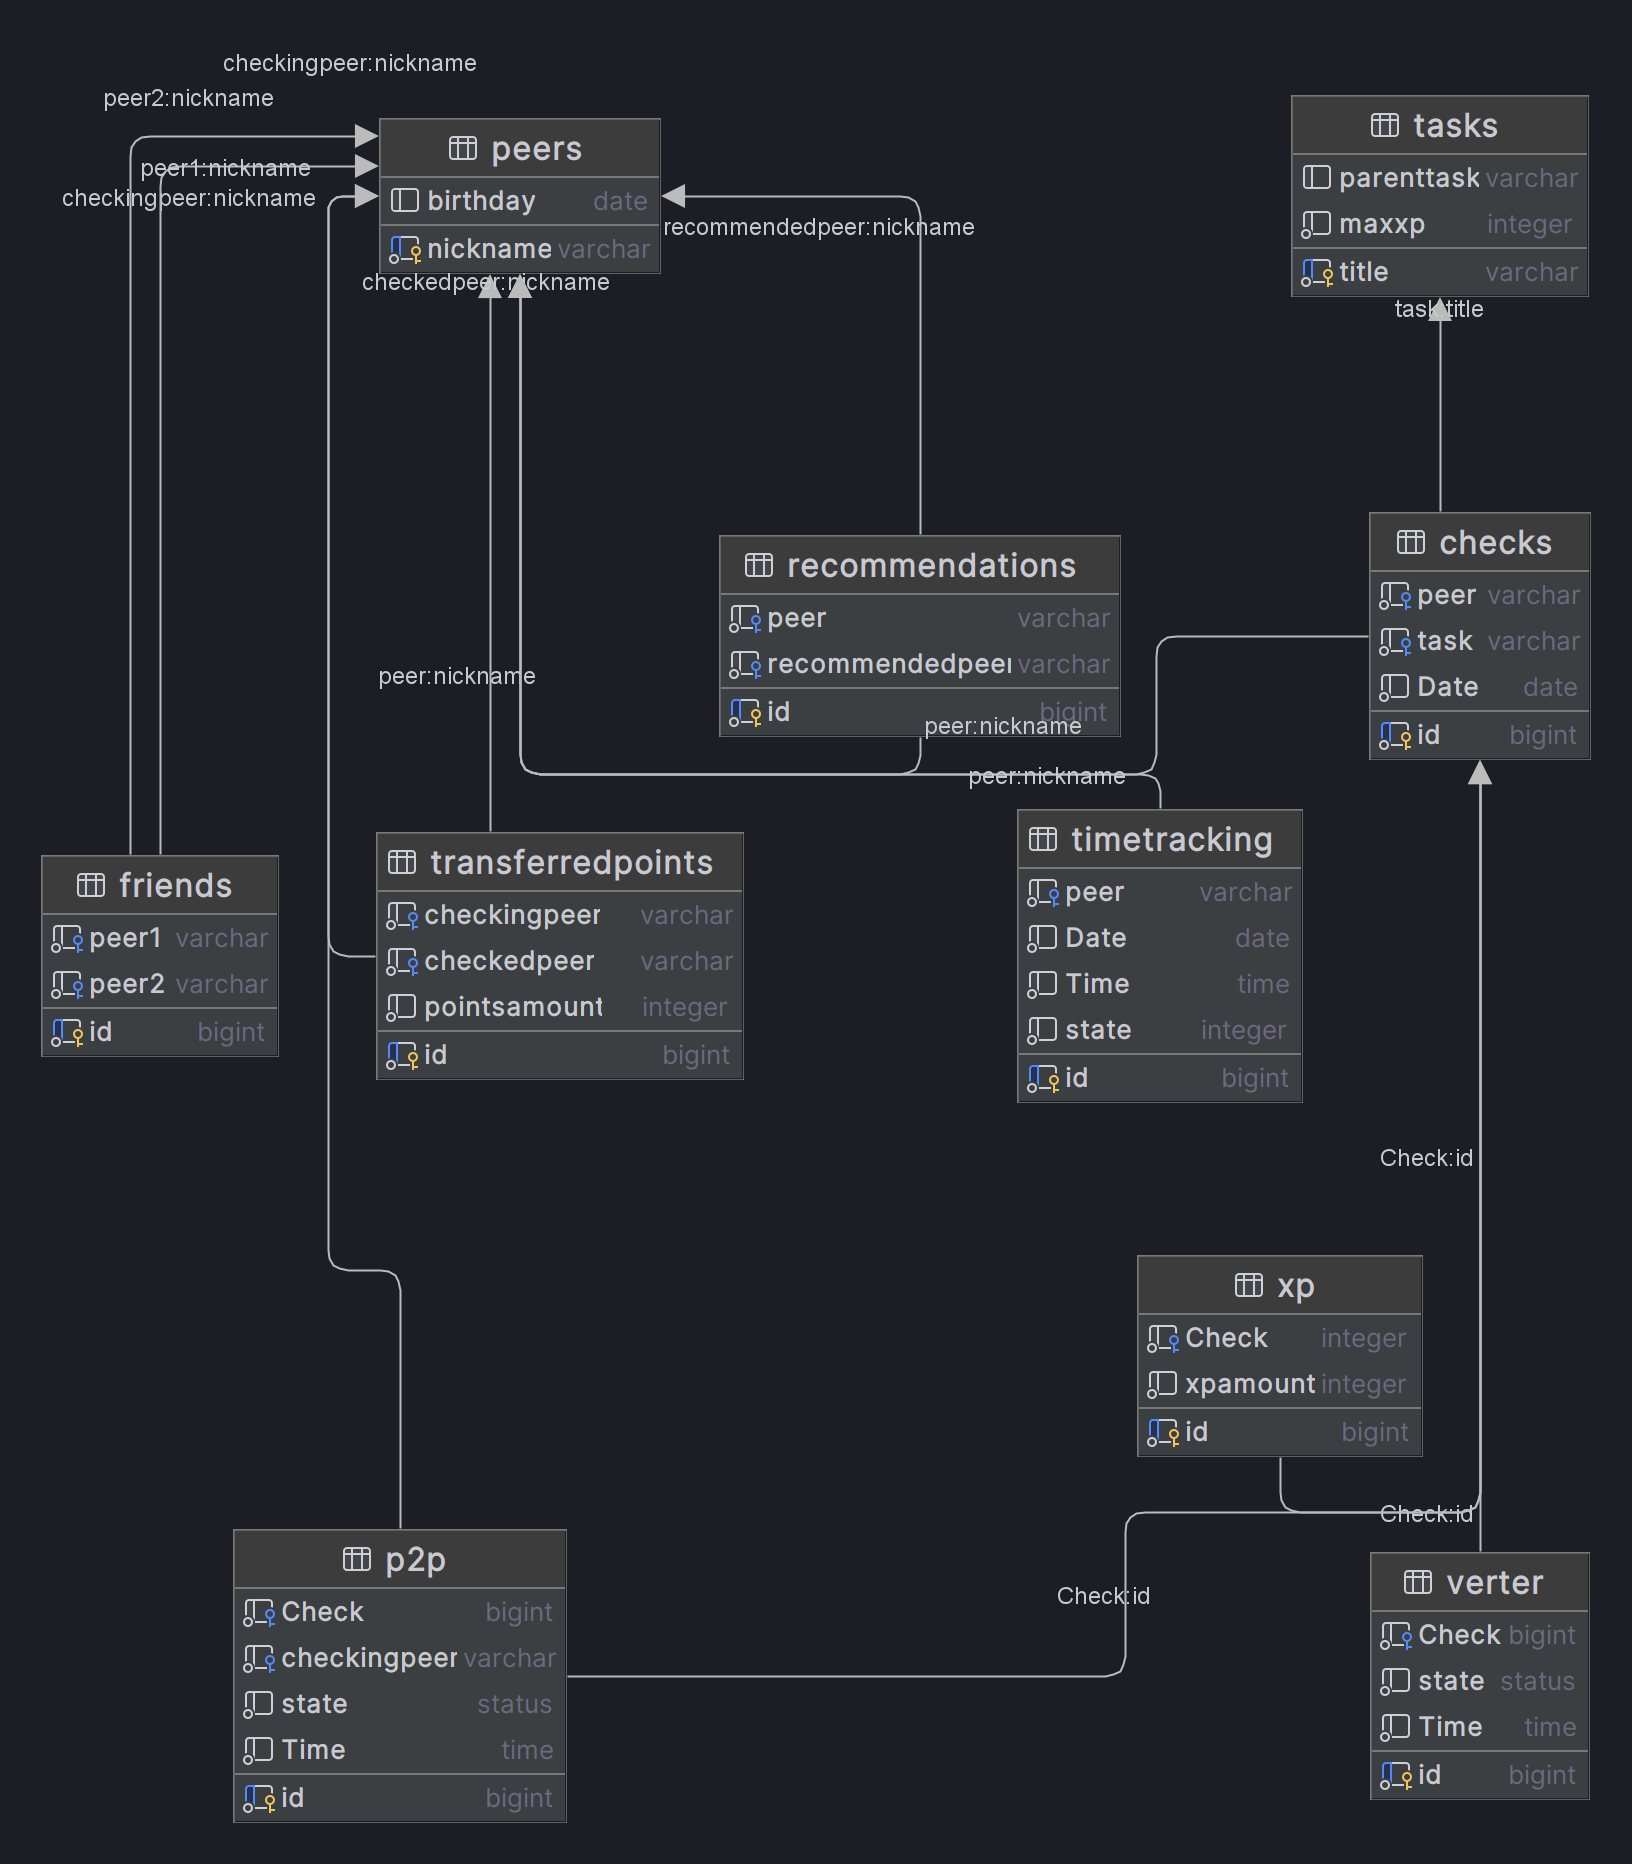 checkingpeer:nickname
peer2:nickname
peer1:nickname
checkingpeer:nickname
peers
birthday date
nickname varchar
checkedpeer:nickname
recommendedpeer:nickname
tasks
parenttask varchar
maxxp integer
title varchar
task:title
recommendations
peer varchar
recommendedpeer varchar
id bigint
peer:nickname
peer:nickname
peer:nickname
checks
peer varchar
task varchar
Date date
id bigint
friends
peer1 varchar
peer2 varchar
id bigint
transferredpoints
checkingpeer varchar
checkedpeer varchar
pointsamount integer
id bigint
timetracking
peer varchar
Date date
Time time
state integer
id bigint
Check:id
xp
Check integer
xpamount integer
id bigint
Check:id
Check:id
p2p
Check bigint
checkingpeer varchar
state status
Time time
id bigint
verter
Check bigint
state status
Time time
id bigint